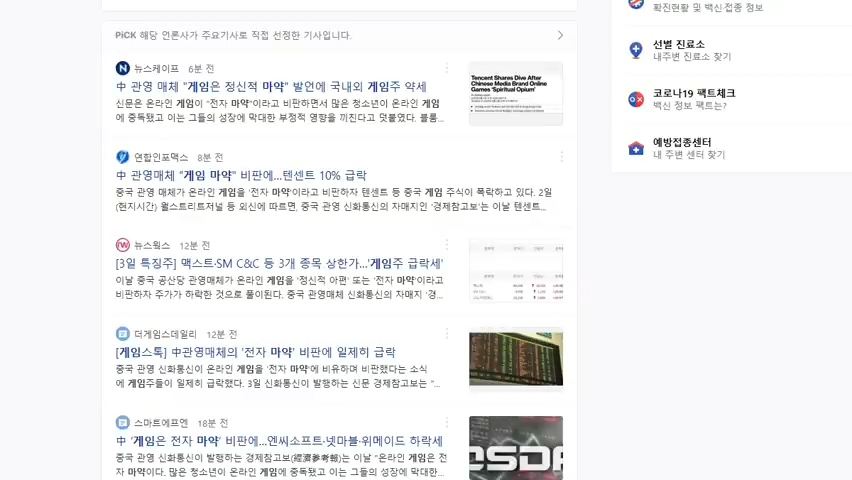 확진현황 및 백신·접종 정보
PiCK 해당 언론사가 주요기사로 직접 선정한 기사입니다.
뉴스케이프 6분 전
中 관영 매체 "게임은 정신적 마약" 발언에 국내외 게임주 약세
신문은 온라인 게임이 "전자 마약"이라고 비판하면서 많은 청소년이 온라인 게임
에 중독됐고 이는 그들의 성장에 막대한 부정적 영향을 끼진다고 덧붙였다. 블룸...
Tencent Shares Dive After
Chinese Media Brand Online
Games 'Spiritual Opium'
연합인포맥스 8분 전
中 관영매체 "게임 마약" 비판에...텐센트 10% 급락
중국 관영 매체가 온라인 게임을 '전자 마약'이라고 비판하자 텐센트 등 중국 게임 주식이 폭락하고 있다. 2일
(현지시간) 월스트리트저널 등 외신에 따르면, 중국 관영 신화통신의 자매지인 '경제참고보'는 이날 텐센트...
뉴스웍스 12분 전
[3일 특징주] 맥스트·SM C&C 등 3개 종목 상한가...'게임주 급락세'
이날 중국 공산당 관영매체가 온라인 게임을 '정신적 아편' 또는 '전자 마약'이라고
비판하자 주가가 하락한 것으로 풀이된다. 중국 관영매체 신화통신의 자매지 '경...
더게임스데일리 12분 전
[게임스톡] 中관영매체의 '전자 마약' 비판에 일제히 급락
중국 관영 신화통신이 온라인 게임을 '전자 마약'에 비유하며 비판했다는 소식
에 게임주들이 일제히 급락했다. 3일 신화통신이 발행하는 신문 경제참고보는 "...
스마트에프엔 18분 전
中 '게임은 전자 마약' 비판에...엔씨소프트·넷마블·위메이드 하락세
중국 관영 신화통신이 발행하는 경제참고보(經濟參考報)는 이날 "온라인 게임은 전
자 마약이다. 많은 청소년이 온라인 게임에 중독됐고 이는 그들의 성장에 막대한...
선별 진료소
내주변 진료소 찾기
코로나19 팩트체크
백신 정보 팩트는?
예방접종센터
내 주변 센터 찾기